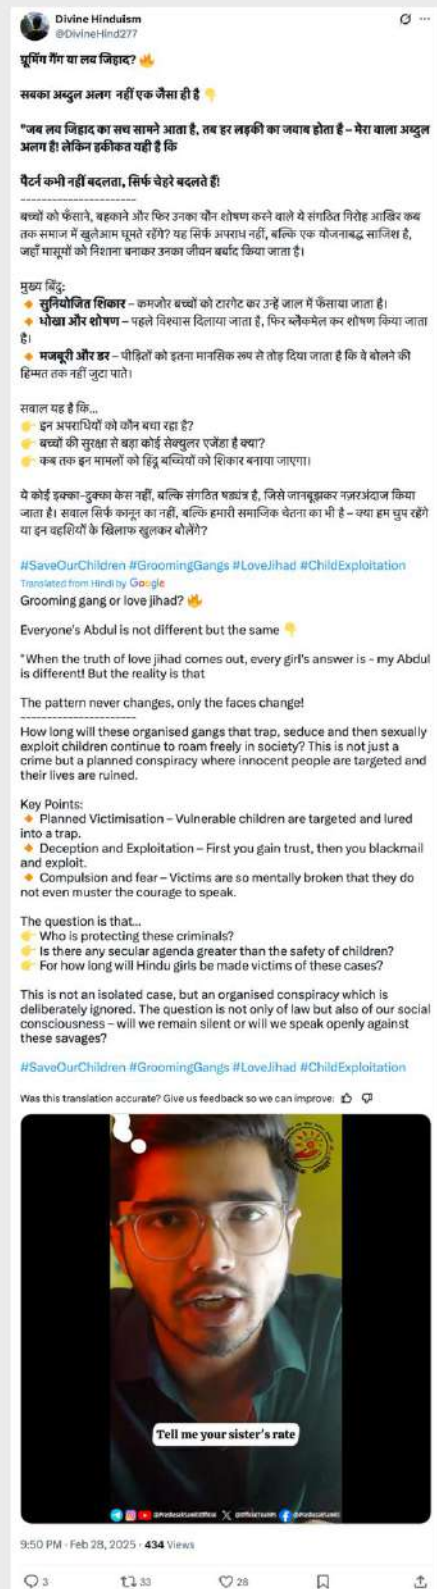 Divine Hinduism
@DivineHind277
ग्रूमिंग गैंग या लव जिहाद? 🔥
सबका अब्दुल अलग नहीं एक जैसा ही है 👇
"जब लव जिहाद का सच सामने आता है, तब हर लड़की का जवाब होता है – मेरा वाला अब्दुल
अलग है! लेकिन हकीकत यही है कि
पैटर्न कभी नहीं बदलता, सिर्फ चेहरे बदलते हैं!
-----------------------
बच्चों को फँसाने, बहकाने और फिर उनका यौन शोषण करने वाले ये संगठित गिरोह आखिर कब
तक समाज में खुलेआम घूमते रहेंगे? यह सिर्फ अपराध नहीं, बल्कि एक योजनाबद्ध साजिश है,
जहाँ मासूमों को निशाना बनाकर उनका जीवन बर्बाद किया जाता है।
मुख्य बिंदु:
🔸 सुनियोजित शिकार – कमजोर बच्चों को टारगेट कर उन्हें जाल में फँसाया जाता है।
🔸 धोखा और शोषण – पहले विश्वास दिलाया जाता है, फिर ब्लैकमेल कर शोषण किया जाता
है।
🔸 मजबूरी और डर – पीड़ितों को इतना मानसिक रूप से तोड़ दिया जाता है कि वे बोलने की
हिम्मत तक नहीं जुटा पाते।
सवाल यह है कि...
👉 इन अपराधियों को कौन बचा रहा है?
👉 बच्चों की सुरक्षा से बड़ा कोई सेक्युलर एजेंडा है क्या?
👉 कब तक इन मामलों को हिंदू बच्चियों को शिकार बनाया जाएगा।
ये कोई इक्का-दुक्का केस नहीं, बल्कि संगठित षड्यंत्र है, जिसे जानबूझकर नज़रअंदाज किया
जाता है। सवाल सिर्फ कानून का नहीं, बल्कि हमारी सामाजिक चेतना का भी है – क्या हम चुप रहेंगे
या इन वहशियों के खिलाफ खुलकर बोलेंगे?
#SaveOurChildren #GroomingGangs #LoveJihad #ChildExploitation
Translated from Hindi by Google
Grooming gang or love jihad? 🔥
Everyone's Abdul is not different but the same 👇
"When the truth of love jihad comes out, every girl's answer is - my Abdul
is different! But the reality is that
The pattern never changes, only the faces change!
-----------------------
How long will these organised gangs that trap, seduce and then sexually
exploit children continue to roam freely in society? This is not just a
crime but a planned conspiracy where innocent people are targeted and
their lives are ruined.
Key Points:
🔸 Planned Victimisation – Vulnerable children are targeted and lured
into a trap.
🔸 Deception and Exploitation – First you gain trust, then you blackmail
and exploit.
🔸 Compulsion and fear – Victims are so mentally broken that they do
not even muster the courage to speak.
The question is that...
👉 Who is protecting these criminals?
👉 Is there any secular agenda greater than the safety of children?
👉 For how long will Hindu girls be made victims of these cases?
This is not an isolated case, but an organised conspiracy which is
deliberately ignored. The question is not only of law but also of our social
consciousness – will we remain silent or will we speak openly against
these savages?
#SaveOurChildren #GroomingGangs #LoveJihad #ChildExploitation
Was this translation accurate? Give us feedback so we can improve:
Tell me your sister's rate
9:50 PM · Feb 28, 2025 · 434 Views
3 33 28